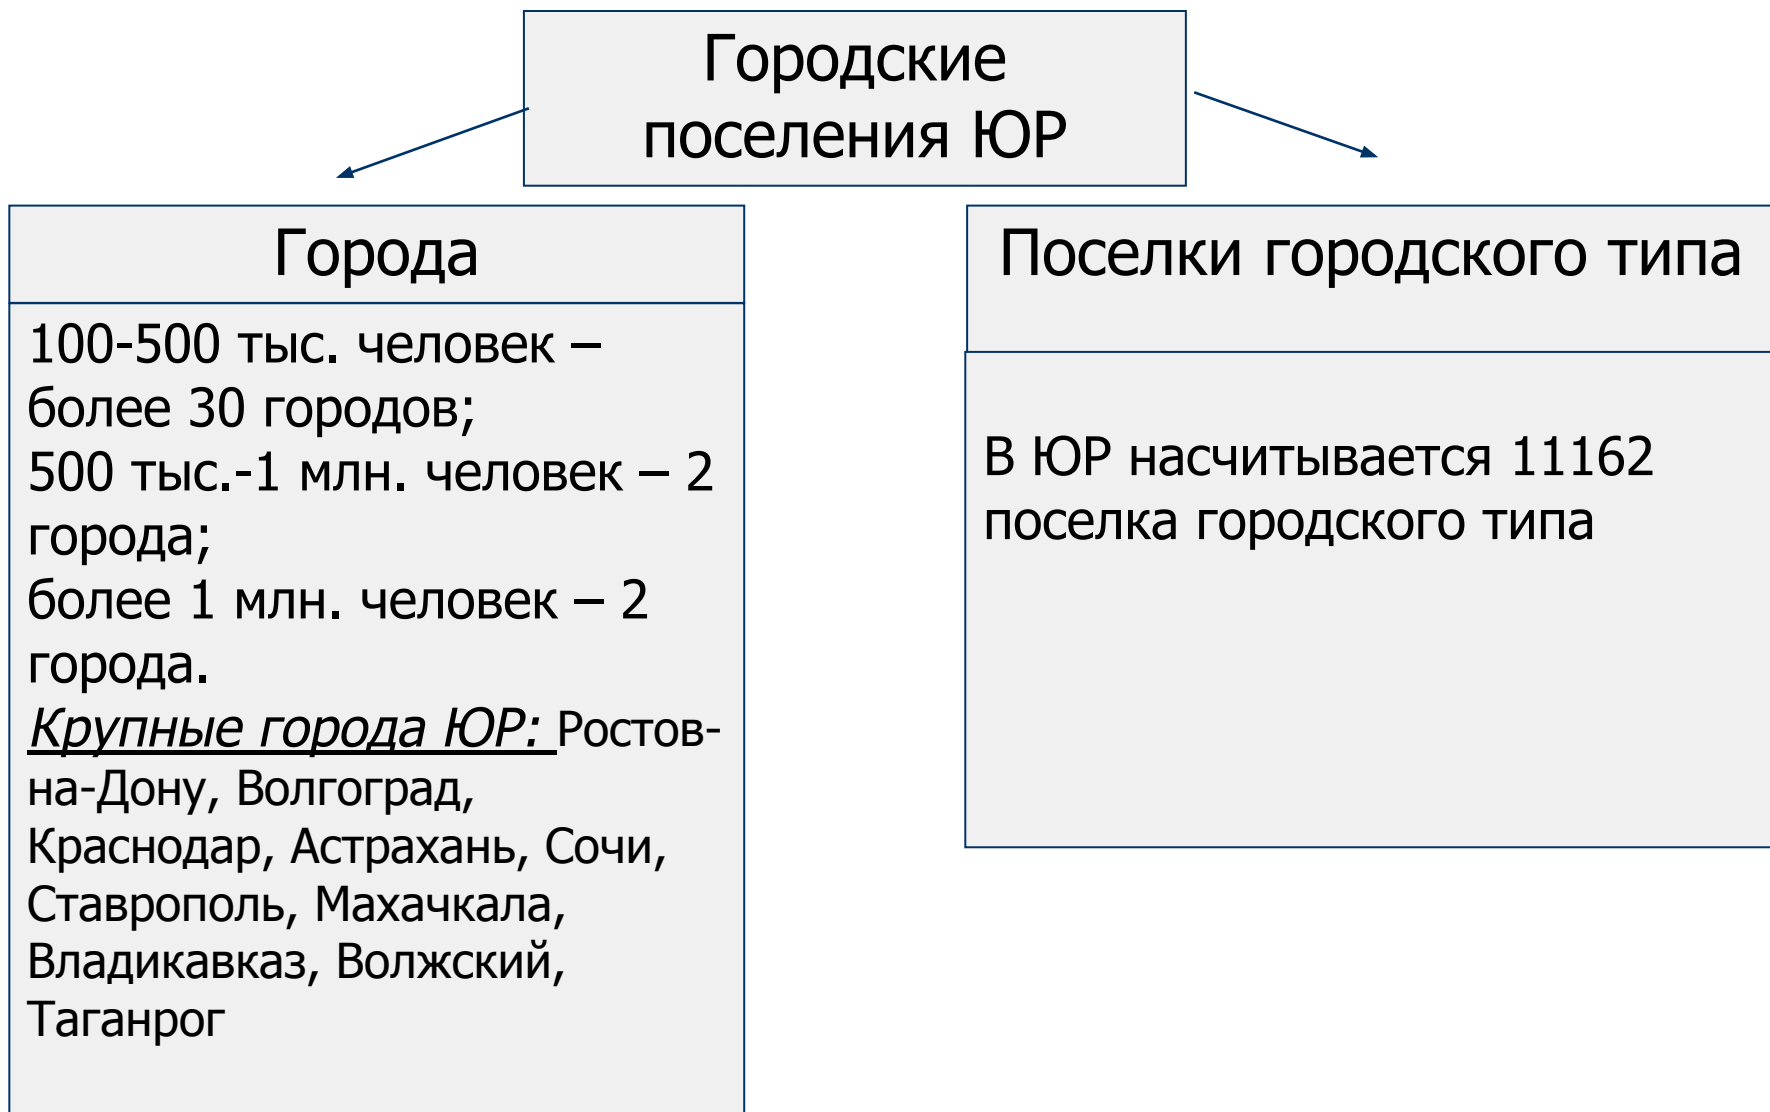 Городские
поселения ЮР
Города
100-500 тыс. человек –
более 30 городов;
500 тыс.-1 млн. человек – 2
города;
более 1 млн. человек – 2
города.
Крупные города ЮР: Ростов-
на-Дону, Волгоград,
Краснодар, Астрахань, Сочи,
Ставрополь, Махачкала,
Владикавказ, Волжский,
Таганрог
Поселки городского типа
В ЮР насчитывается 11162
поселка городского типа